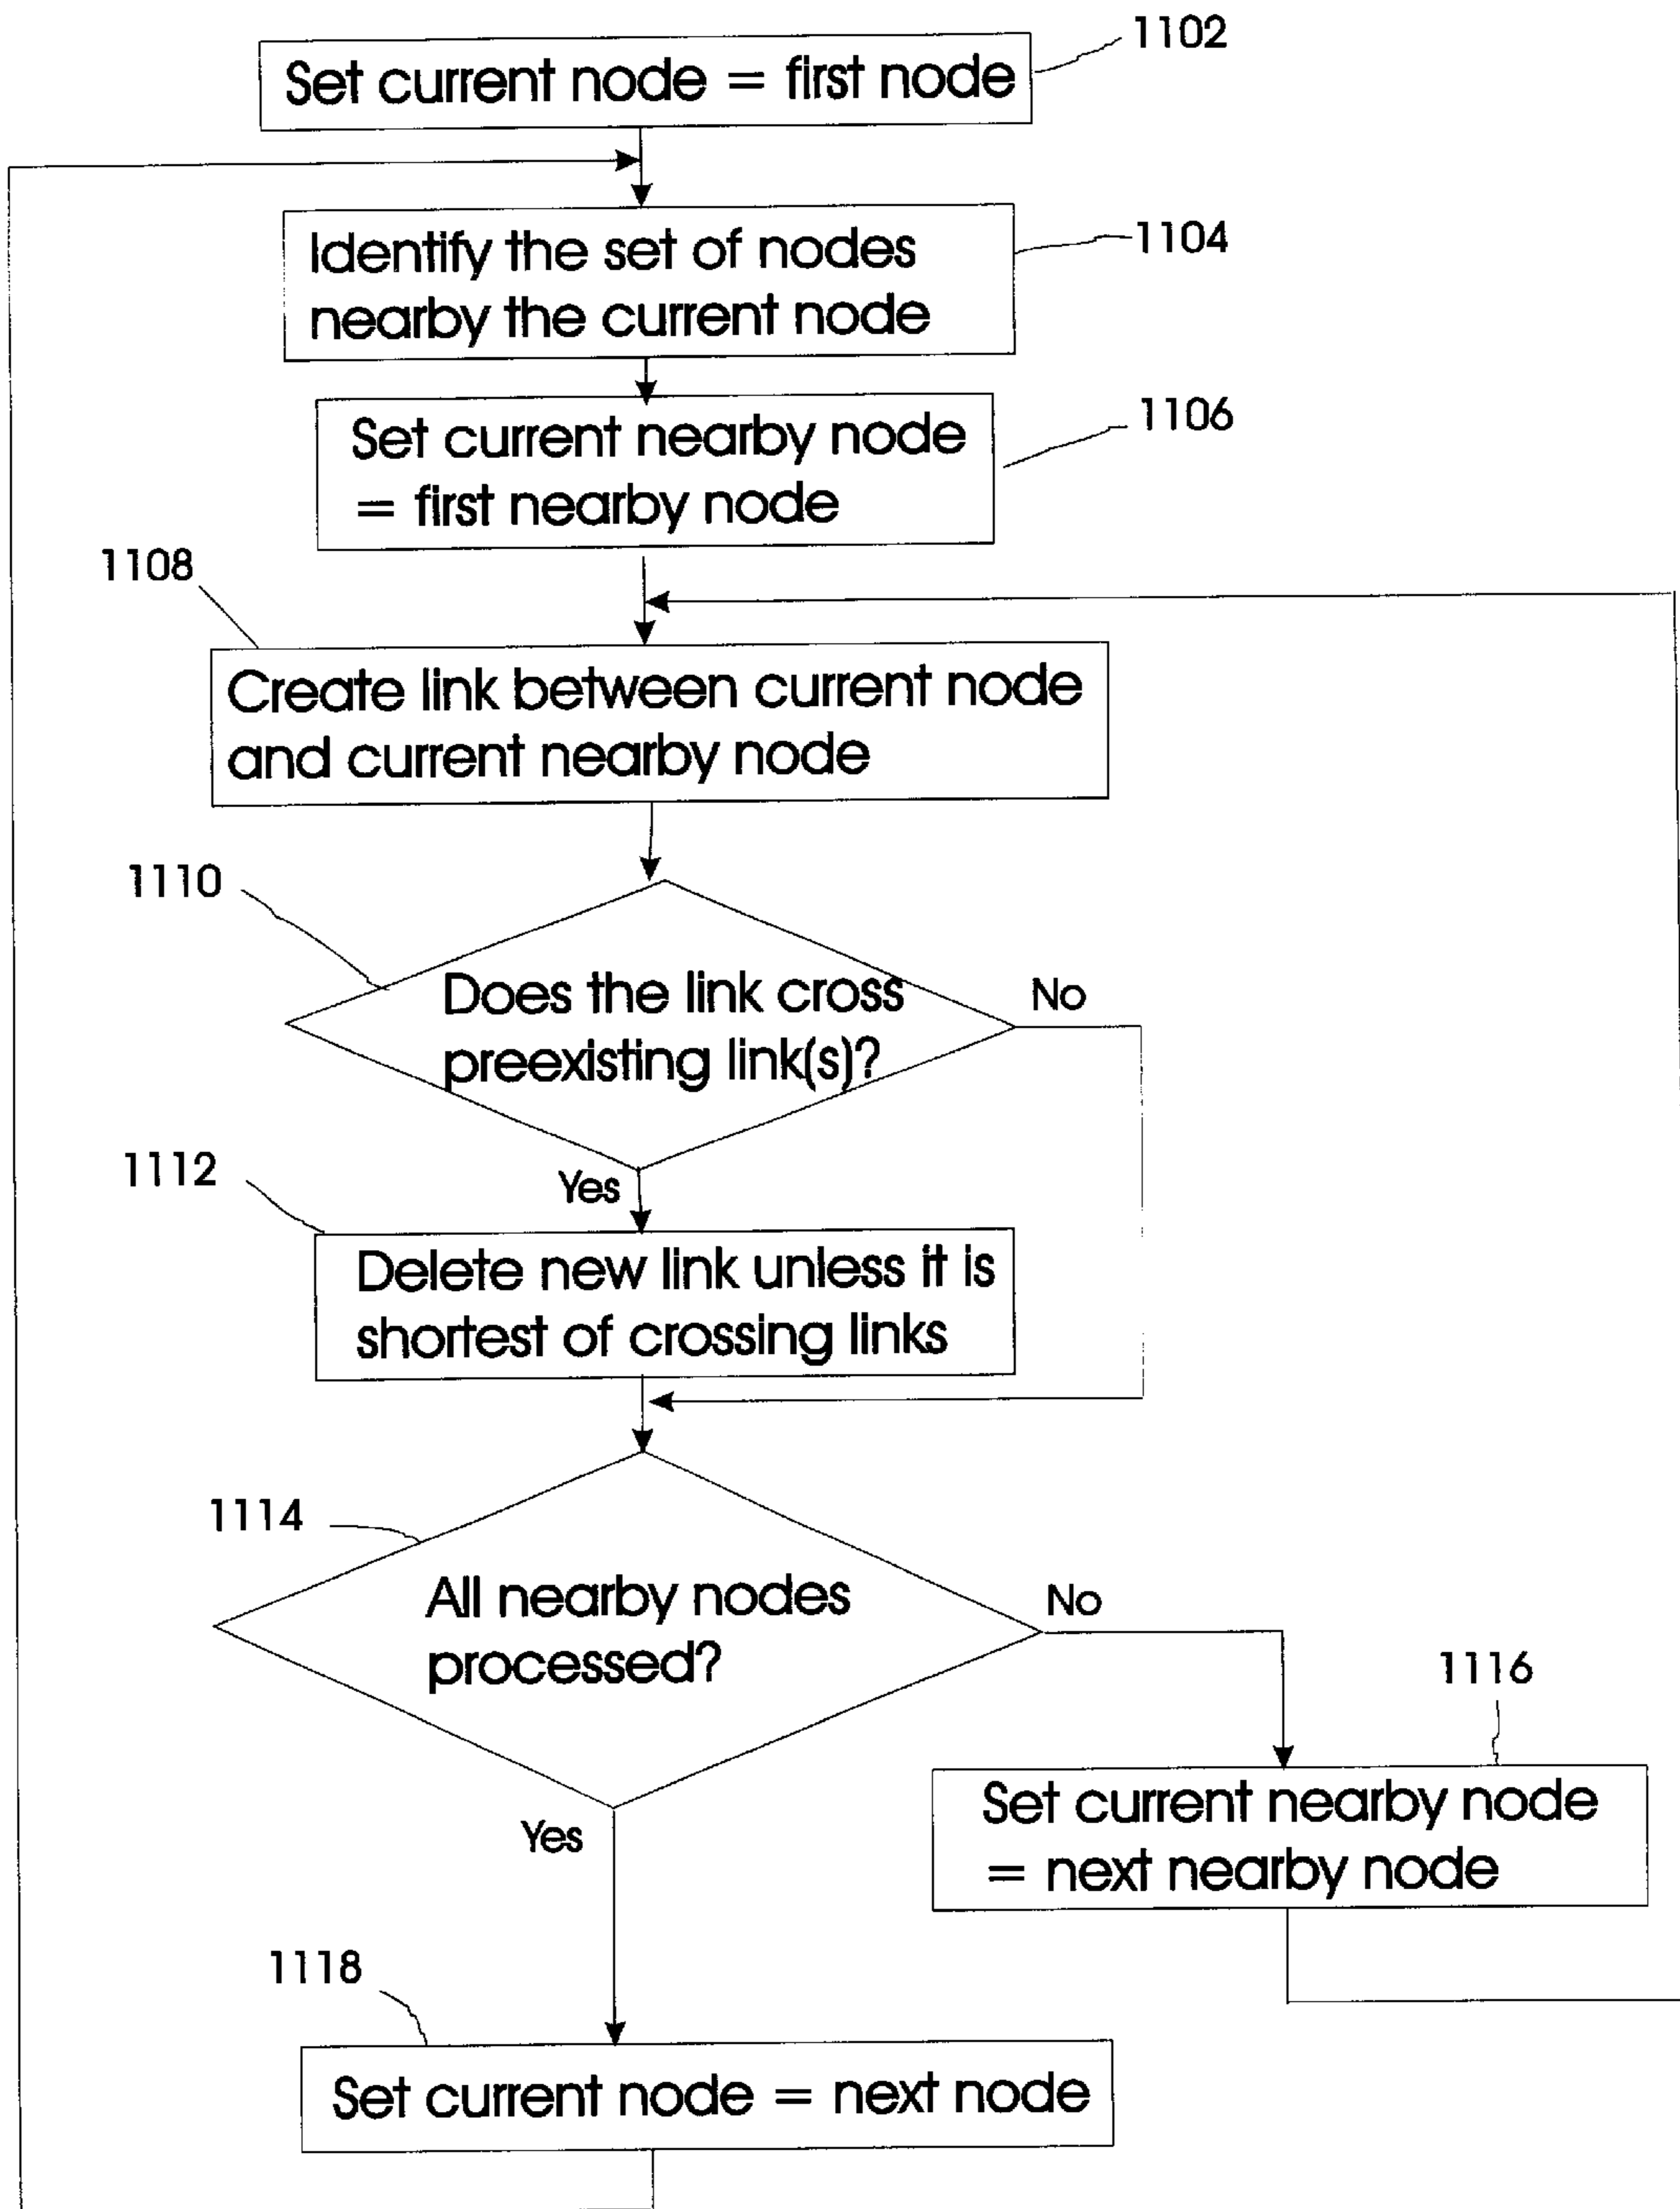 1102
Set current node = first node
1104
Identify the set of nodes
nearby the current node
1106
Set current nearby node
= first nearby node
1108
Create link between current node
and current nearby node
1110
Does the link cross
preexisting link(s)?
No
1112
Yes
Delete new link unless it is
shortest of crossing links
1114
All nearby nodes
processed?
No
1116
Yes
Set current nearby node
= next nearby node
1118
Set current node = next node